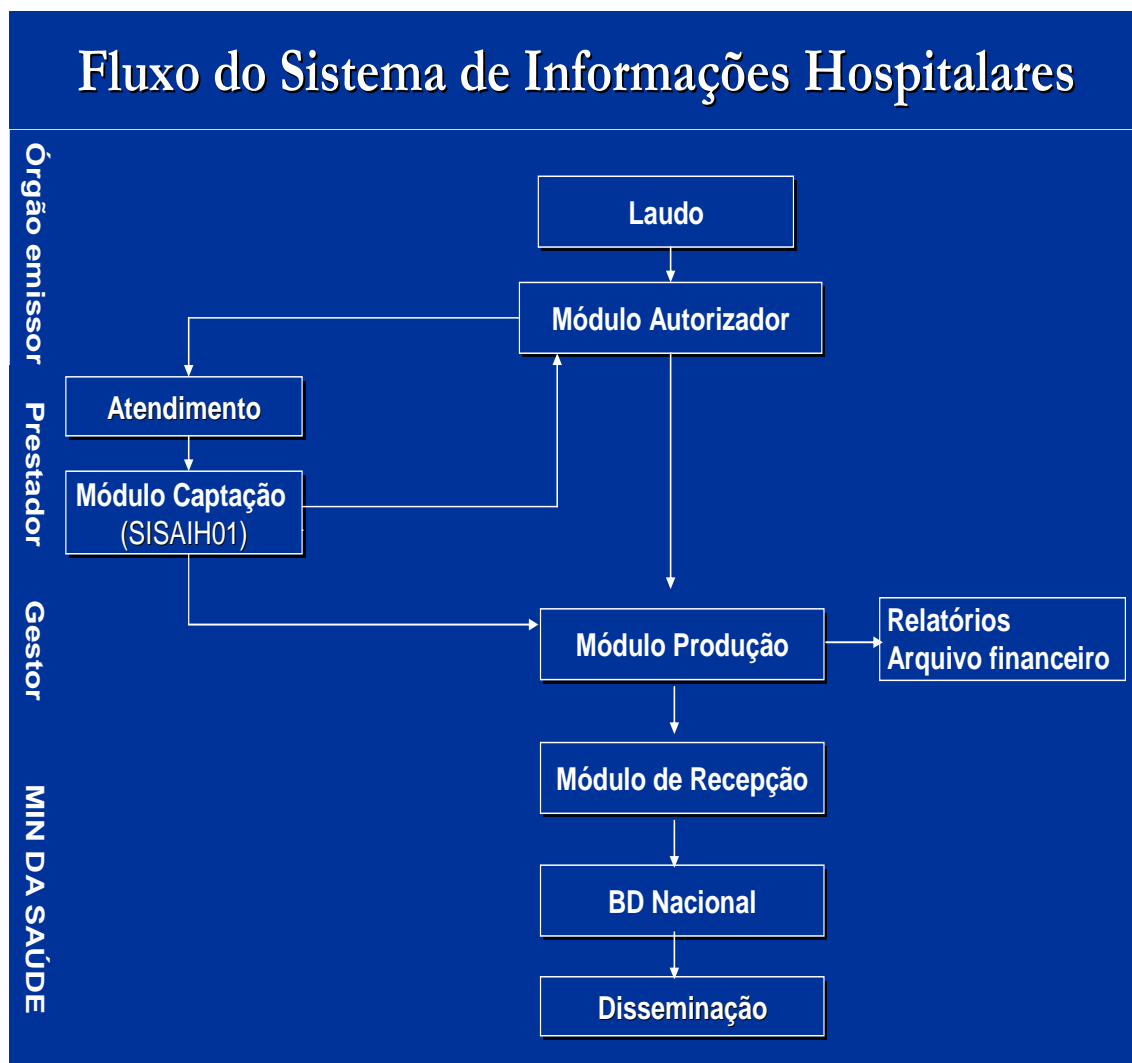 Fluxo do Sistema de Informações Hospitalares
Órgão emissor
Laudo
Módulo Autorizador
Prestador
Atendimento
Módulo Captação
(SISAIH01)
Gestor
Módulo Produção
Relatórios
Arquivo financeiro
MIN DA SAÚDE
Módulo de Recepção
BD Nacional
Disseminação